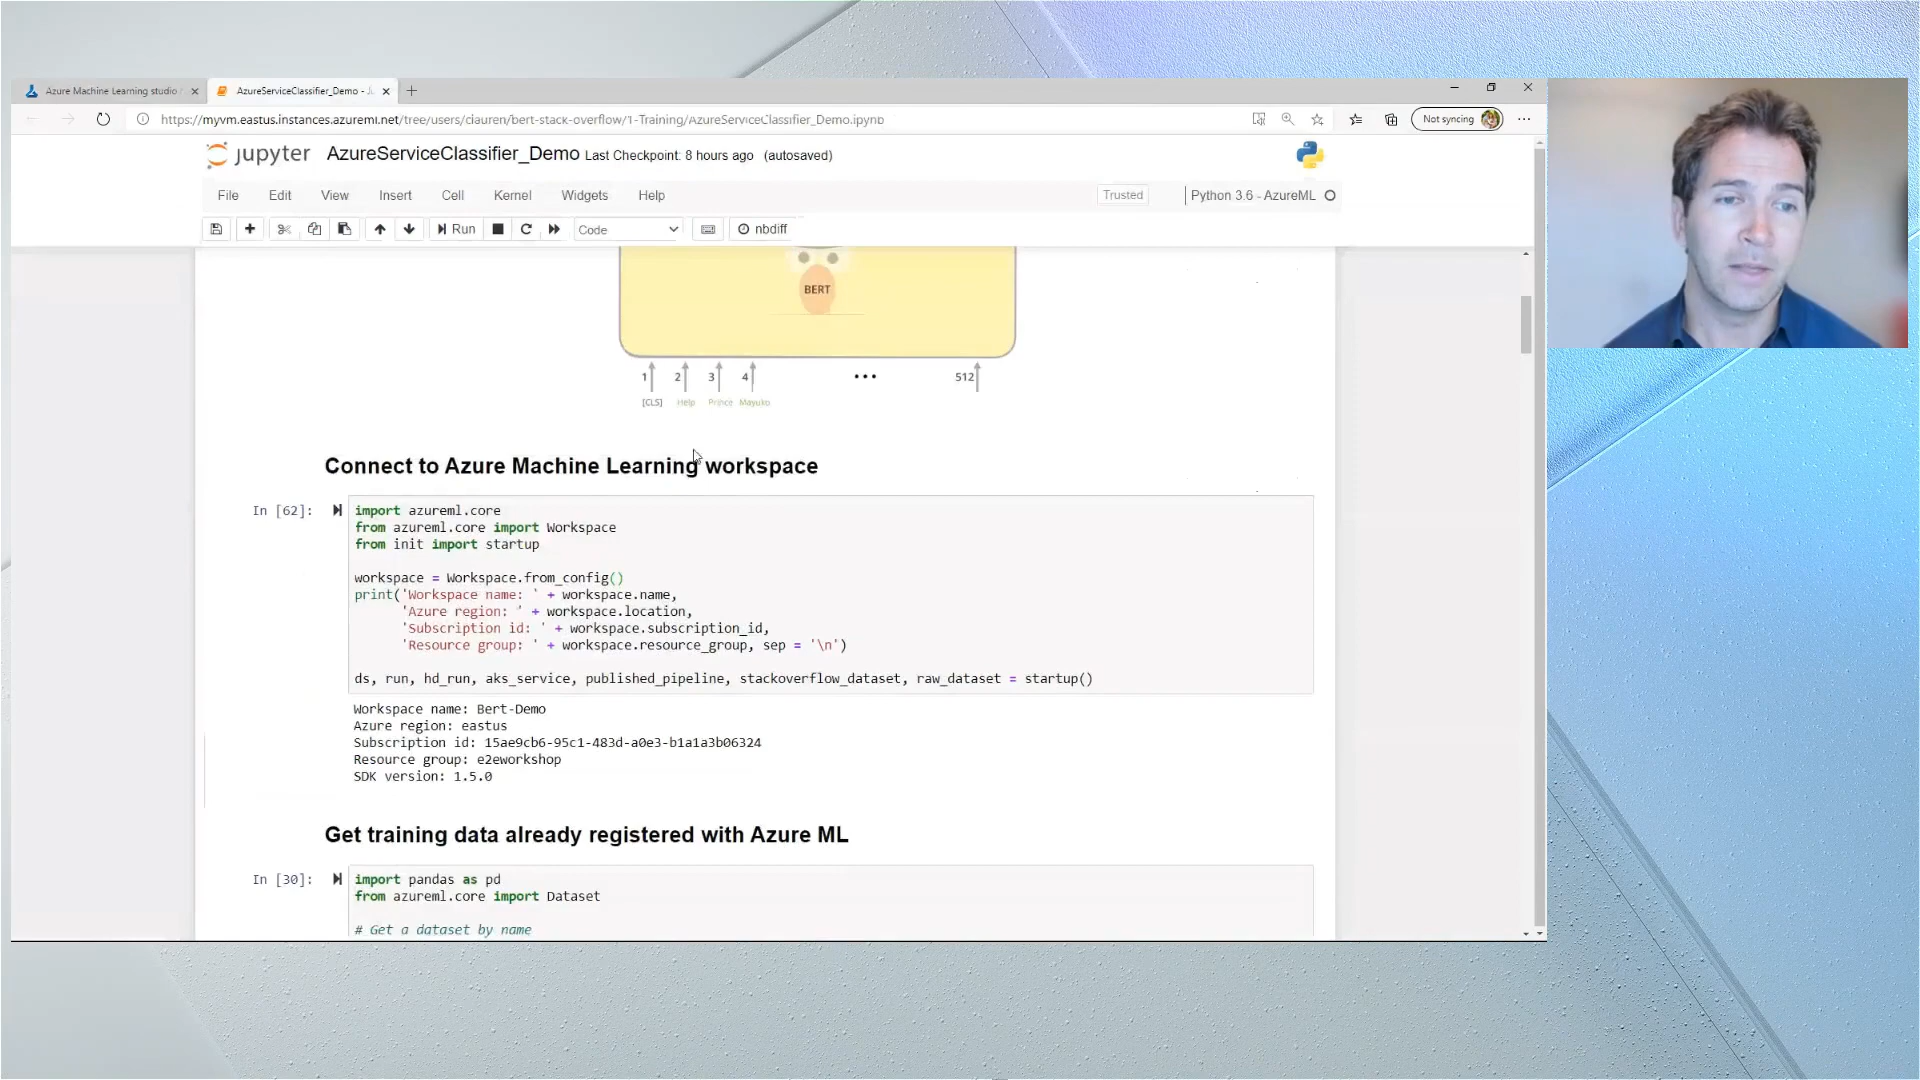 Azure Machine Learning studio
AzureServiceClassifier_Demo - Ju
https://myvm.eastus.instances.azureml.net/tree/users/ciauren/bert-stack-overflow/1-Training/AzureServiceClassifier_Demo.ipynb
Not syncing
jupyter AzureServiceClassifier_Demo Last Checkpoint: 8 hours ago (autosaved)
File Edit View Insert Cell Kernel Widgets Help
Trusted
Python 3.6 - AzureML
Run
Code
nbdiff
BERT
1 2 3 4 ••• 512
[CLS] Help Prince Mayuko
Connect to Azure Machine Learning workspace
In [62]:
import azureml.core
from azureml.core import Workspace
from init import startup
workspace = Workspace.from_config()
print('Workspace name: ' + workspace.name,
'Azure region: ' + workspace.location,
'Subscription id: ' + workspace.subscription_id,
'Resource group: ' + workspace.resource_group, sep = '\n')
ds, run, hd_run, aks_service, published_pipeline, stackoverflow_dataset, raw_dataset = startup()
Workspace name: Bert-Demo
Azure region: eastus
Subscription id: 15ae9cb6-95c1-483d-a0e3-b1a1a3b06324
Resource group: e2eworkshop
SDK version: 1.5.0
Get training data already registered with Azure ML
In [30]:
import pandas as pd
from azureml.core import Dataset
# Get a dataset by name